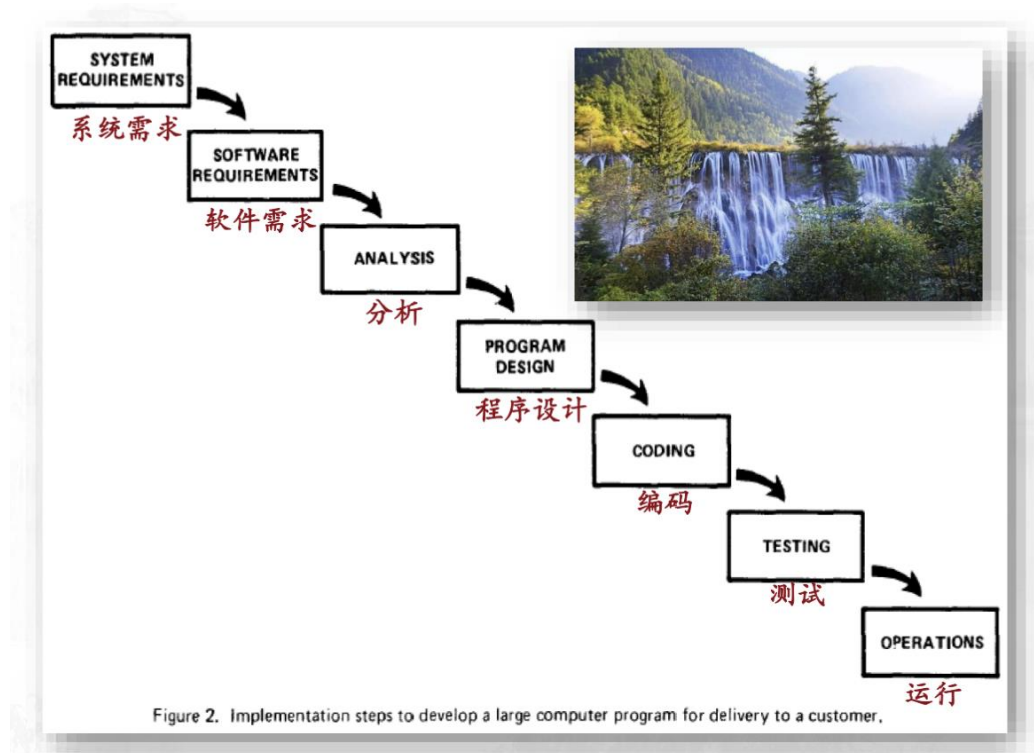 SYSTEM
REQUIREMENTS
系统需求
SOFTWARE
REQUIREMENTS
软件需求
ANALYSIS
分析
PROGRAM
DESIGN
程序设计
CODING
编码
TESTING
测试
OPERATIONS
运行
Figure 2. Implementation steps to develop a large computer program for delivery to a customer.